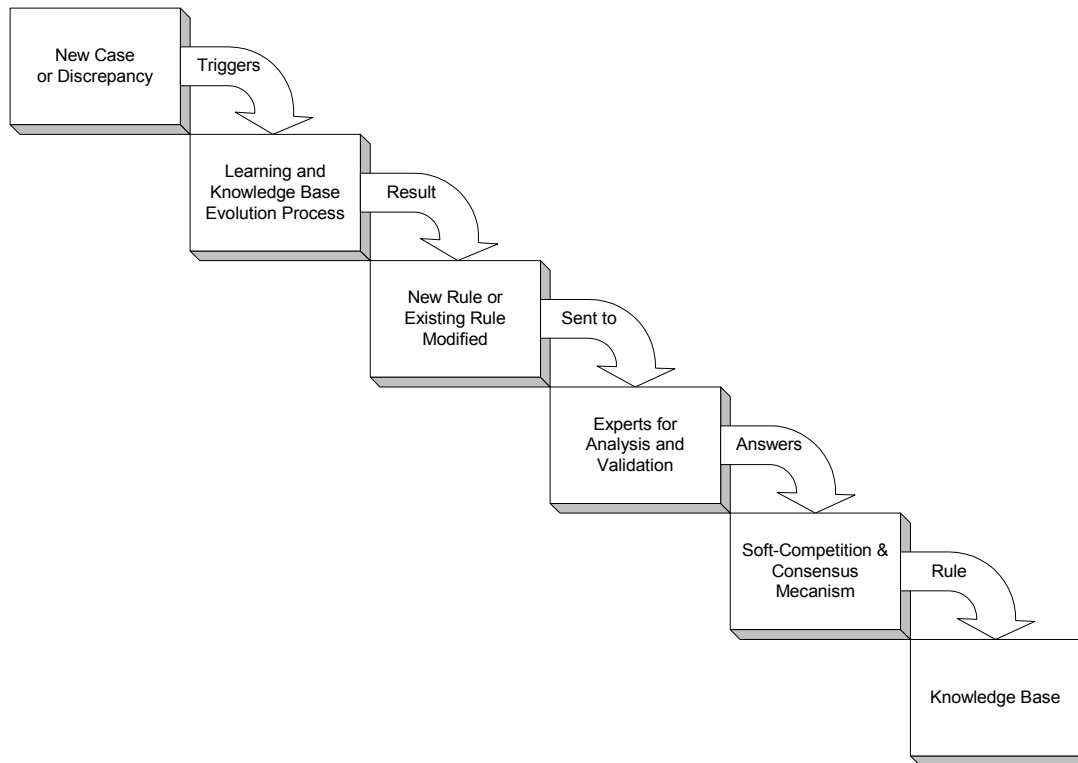 New Case
or Discrepancy
Triggers
Learning and
Knowledge Base
Evolution Process
Result
New Rule or
Existing Rule
Modified
Sent to
Experts for
Analysis and
Validation
Answers
Soft-Competition &
Consensus
Mecanism
Rule
Knowledge Base